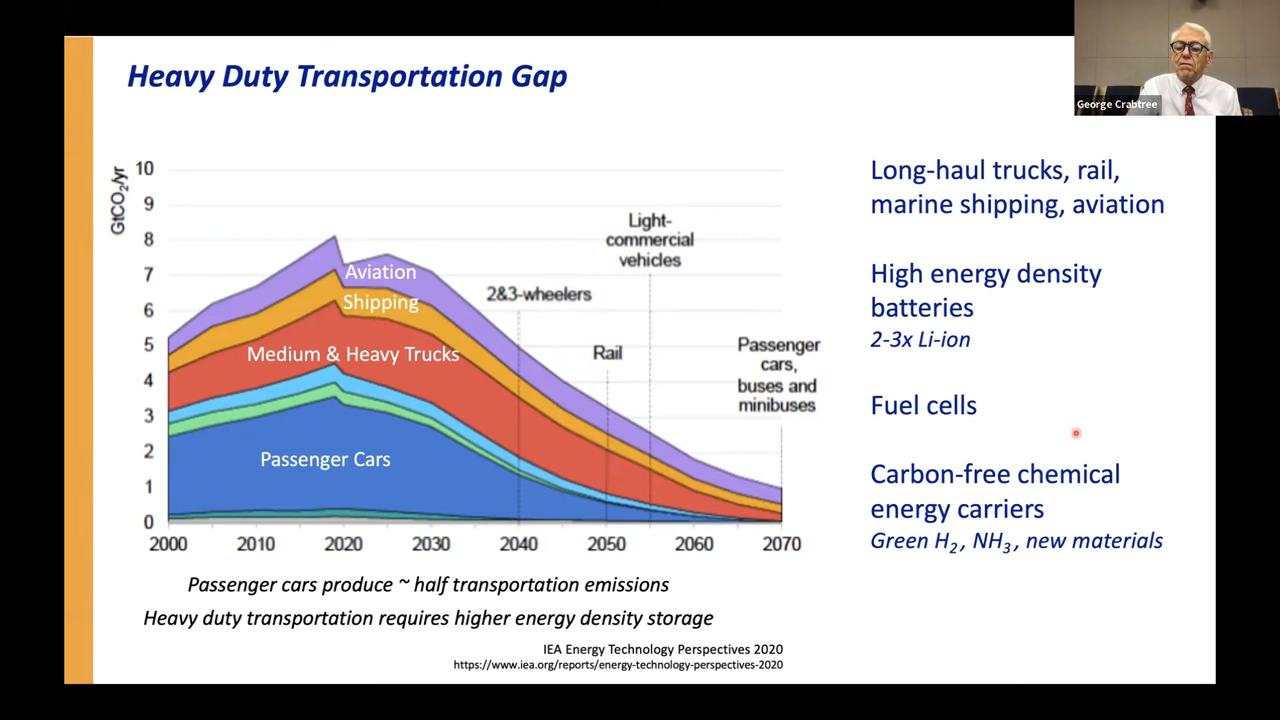 Heavy Duty Transportation Gap
George Crabtree
GtCO₂/yr
10
9
8
7
6
5
4
3
2
1
0
2000 2010 2020 2030 2040 2050 2060 2070
Aviation
Shipping
Medium & Heavy Trucks
Passenger Cars
2&3-wheelers
Rail
Light-
commercial
vehicles
Passenger
cars,
buses and
minibuses
Passenger cars produce ~ half transportation emissions
Heavy duty transportation requires higher energy density storage
IEA Energy Technology Perspectives 2020
https://www.iea.org/reports/energy-technology-perspectives-2020
Long-haul trucks, rail,
marine shipping, aviation
High energy density
batteries
2-3x Li-ion
Fuel cells
Carbon-free chemical
energy carriers
Green H₂, NH₃, new materials